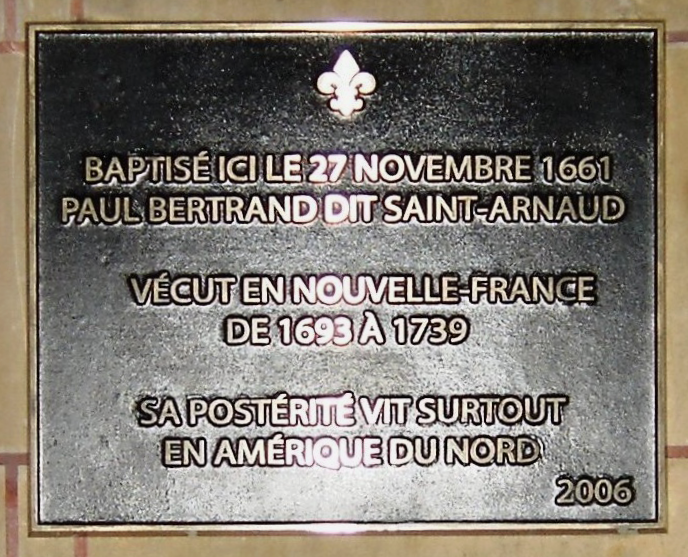 BAPTISÉ ICI LE 27 NOVEMBRE 1661
PAUL BERTRAND DIT SAINT-ARNAUD
VÉCUT EN NOUVELLE-FRANCE
DE 1693 À 1739
SA POSTÉRITÉ VIT SURTOUT
EN AMÉRIQUE DU NORD
2006